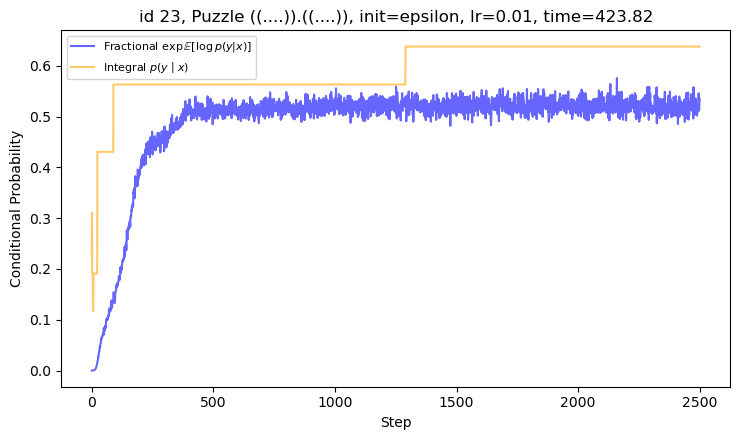 id 23, Puzzle ((....)).((....)), init=epsilon, lr=0.01, time=423.82
Fractional exp𝔼[log p(y|x)]
Integral p(y | x)
Conditional Probability
0.6
0.5
0.4
0.3
0.2
0.1
0.0
0 500 1000 1500 2000 2500
Step